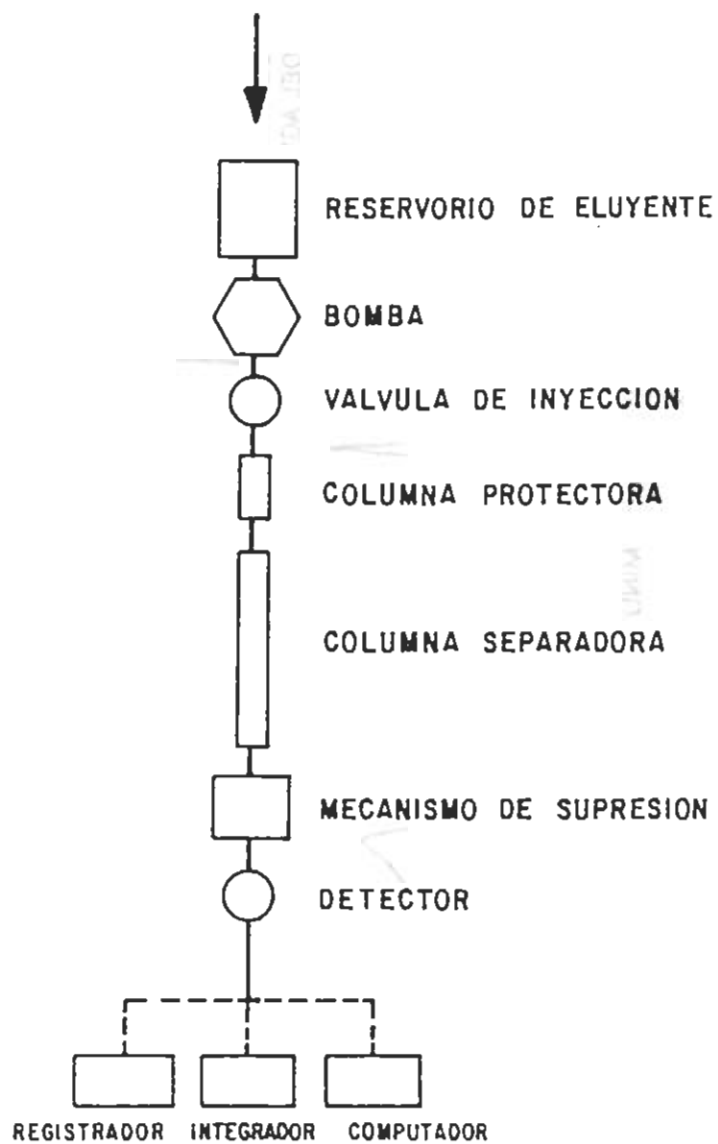 RESERVORIO DE ELUYENTE
BOMBA
VALVULA DE INYECCION
COLUMNA PROTECTORA
COLUMNA SEPARADORA
MECANISMO DE SUPRESION
DETECTOR
REGISTRADOR INTEGRADOR COMPUTADOR